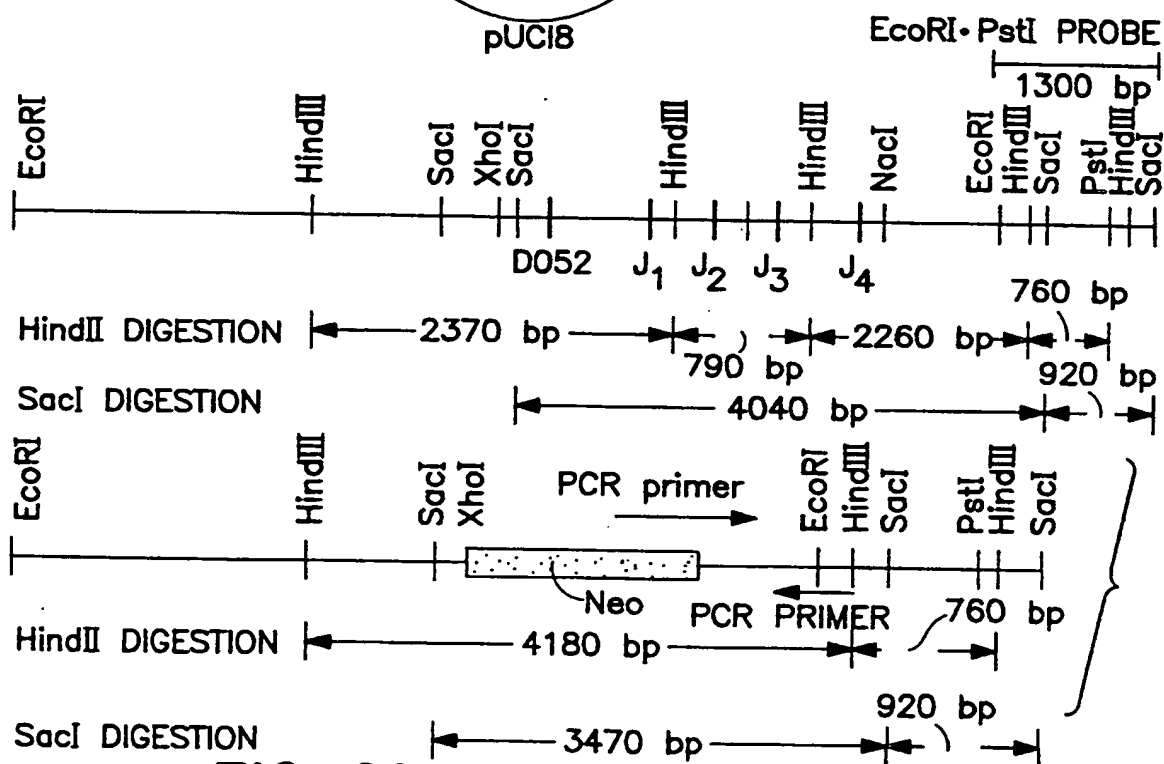 pUC18
EcoRI·PstI PROBE
1300 bp
EcoRI
HindIII
SacI
XhoI
SacI
HindIII
HindIII
NacI
EcoRI
HindIII
SacI
PstI
HindIII
SacI
DO52
J1
J2
J3
J4
HindII DIGESTION
2370 bp
790 bp
2260 bp
760 bp
SacI DIGESTION
4040 bp
920 bp
EcoRI
HindIII
SacI
XhoI
PCR primer
EcoRI
HindIII
SacI
PstI
HindIII
SacI
Neo
PCR PRIMER
HindII DIGESTION
4180 bp
760 bp
SacI DIGESTION
3470 bp
920 bp